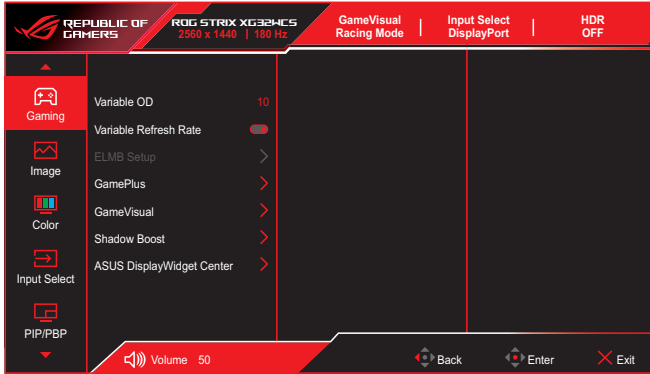 REPUBLIC OF
GAMERS
ROG STRIX XG32WCS
2560 x 1440 | 180 Hz
GameVisual
Racing Mode
Input Select
DisplayPort
HDR
OFF
Gaming
Image
Color
Input Select
PIP/PBP
Variable OD 10
Variable Refresh Rate
ELMB Setup
GamePlus
GameVisual
Shadow Boost
ASUS DisplayWidget Center
Volume 50
Back
Enter
Exit